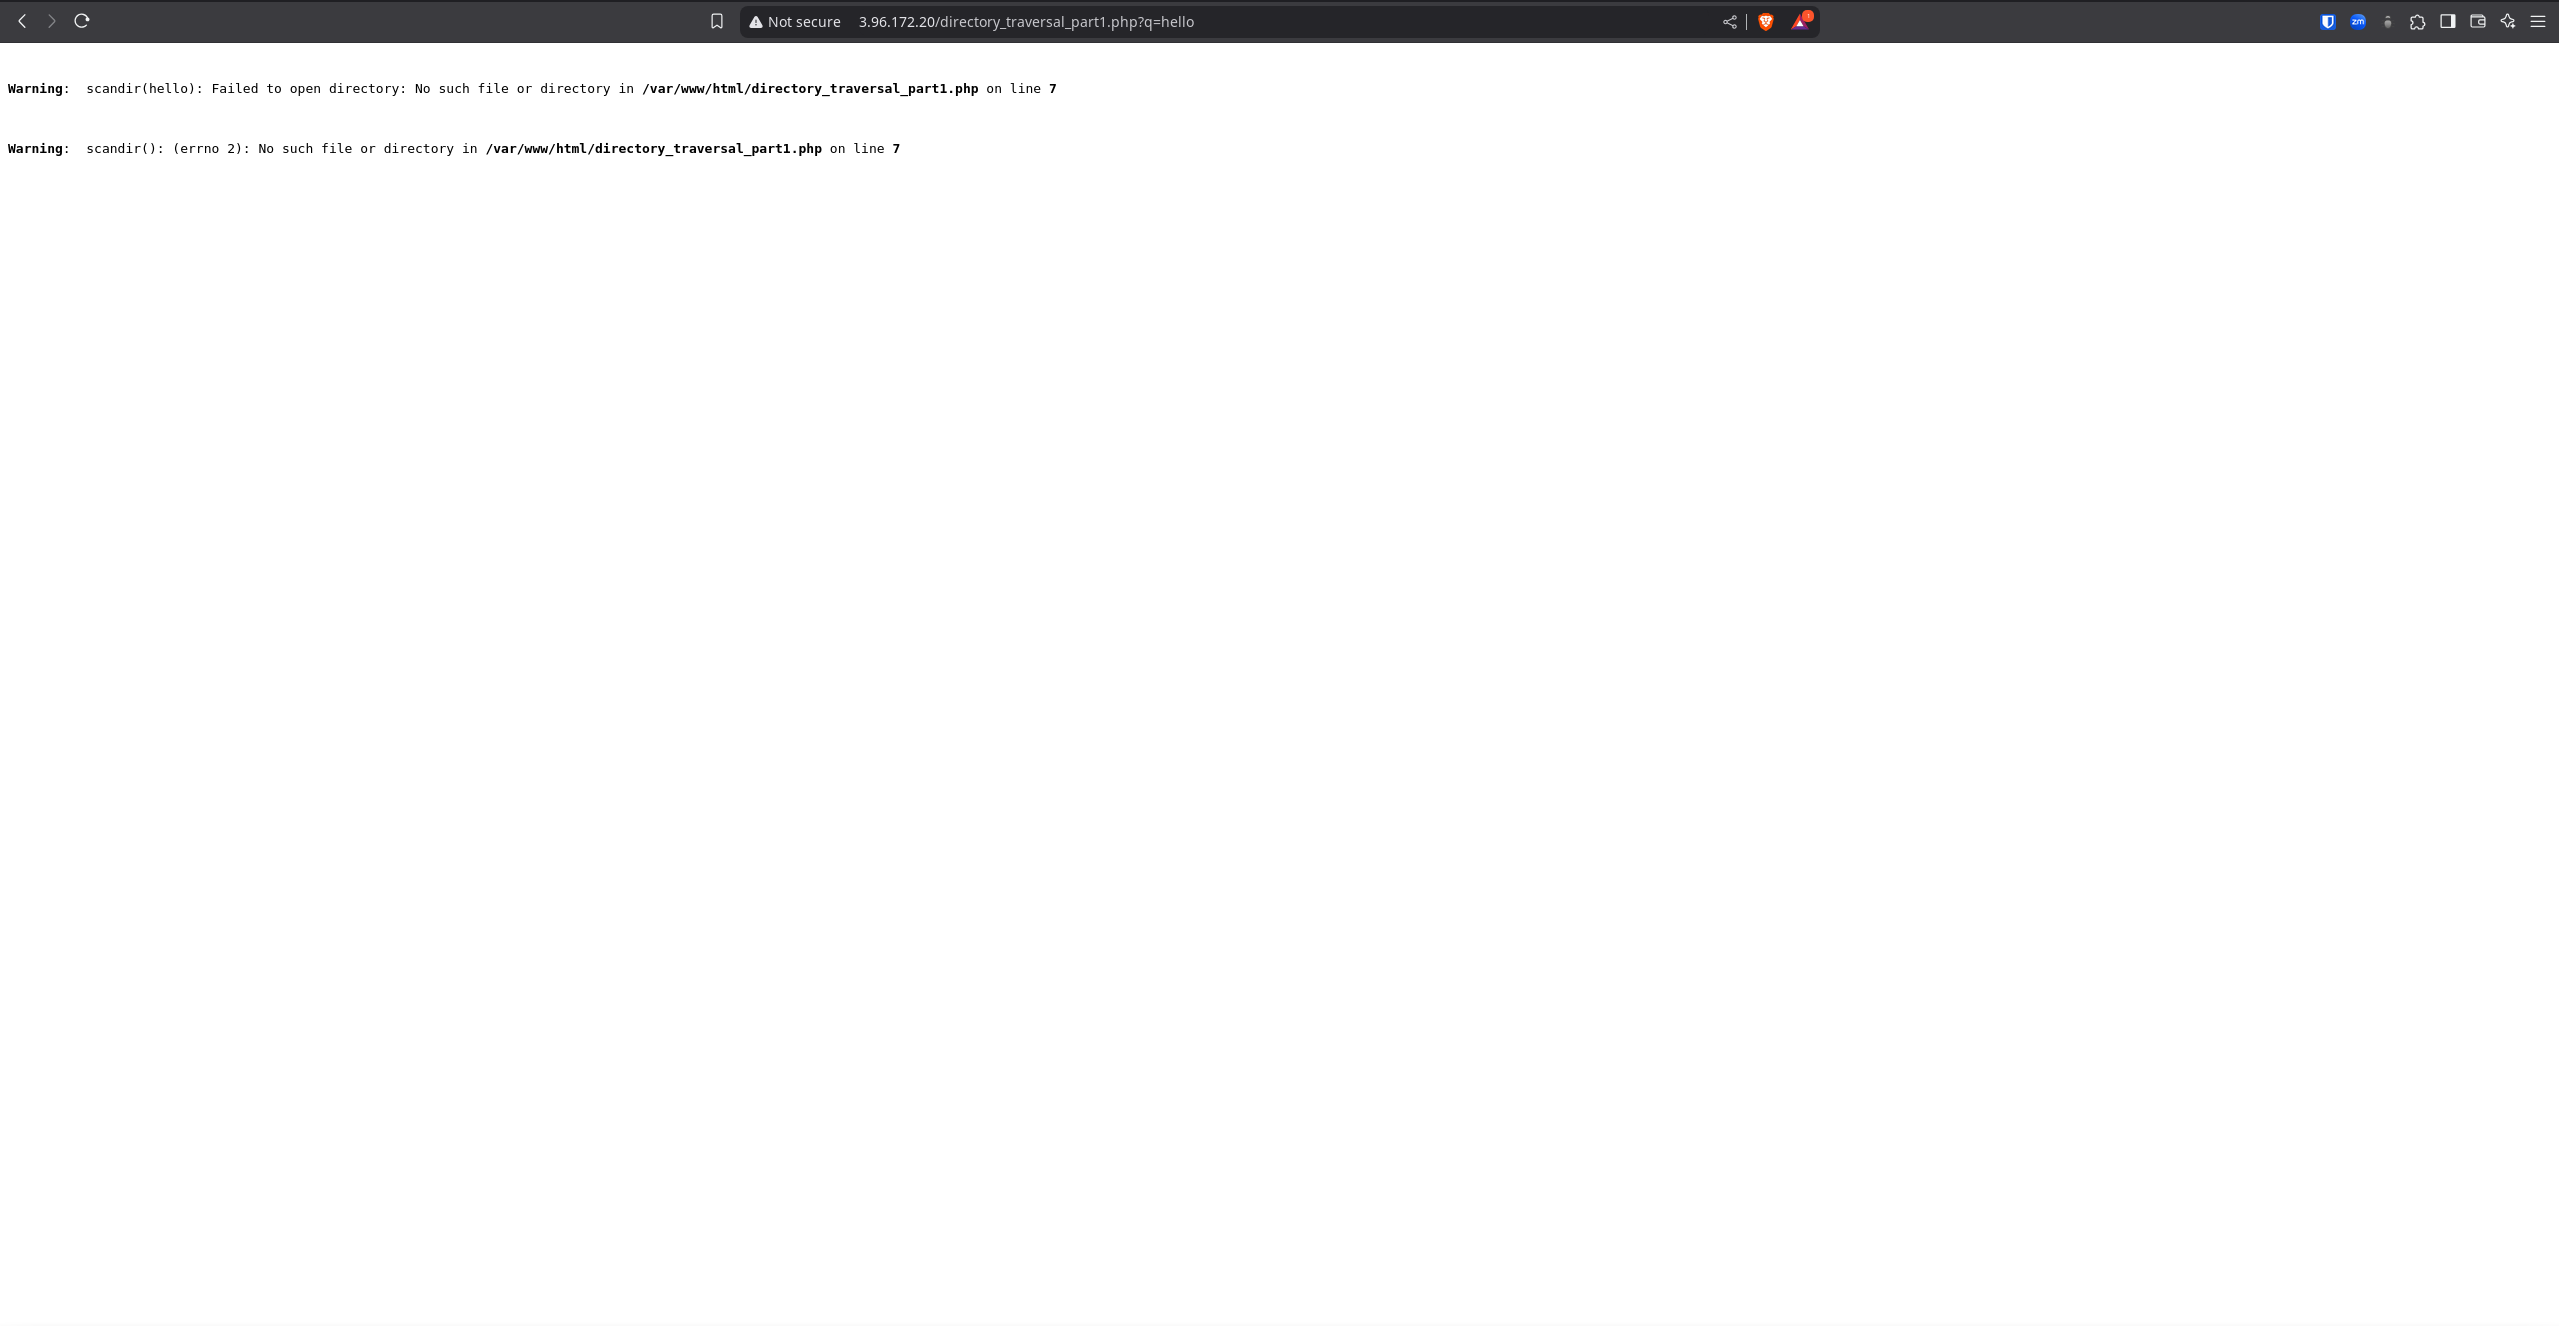 Not secure 3.96.172.20/directory_traversal_part1.php?q=hello
Warning:  scandir(hello): Failed to open directory: No such file or directory in /var/www/html/directory_traversal_part1.php on line 7
Warning:  scandir(): (errno 2): No such file or directory in /var/www/html/directory_traversal_part1.php on line 7